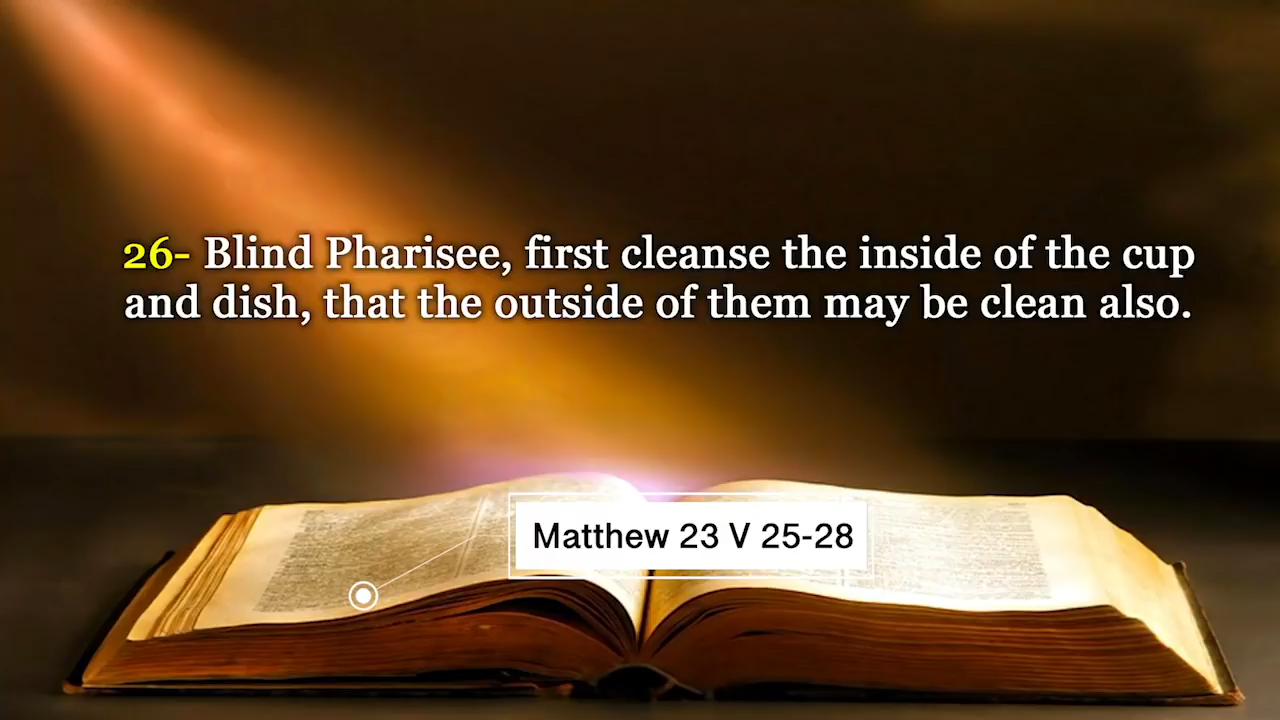 26- Blind Pharisee, first cleanse the inside of the cup
and dish, that the outside of them may be clean also.
Matthew 23 V 25-28